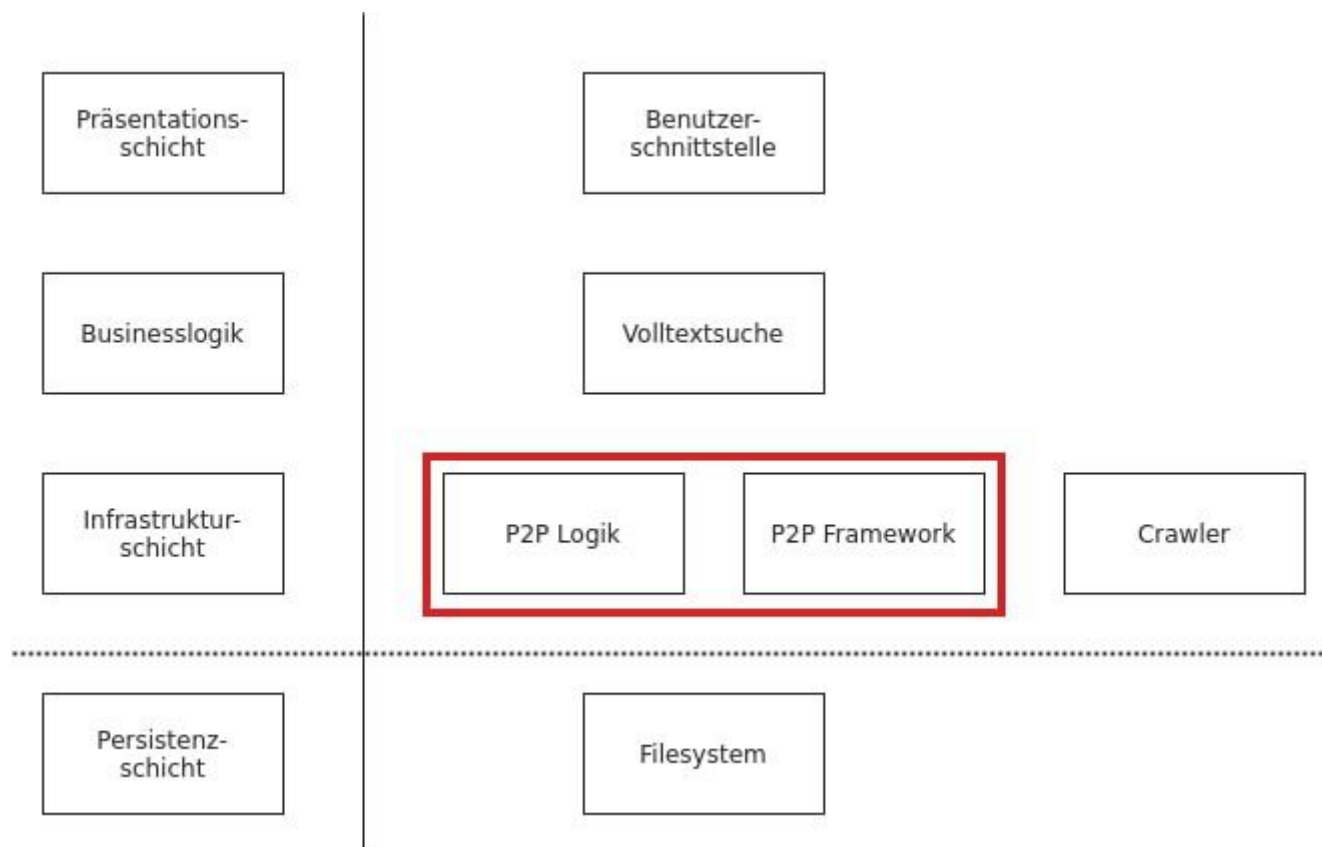 Präsentations-
schicht
Benutzer-
schnittstelle
Businesslogik
Volltextsuche
Infrastruktur-
schicht
P2P Logik
P2P Framework
Crawler
Persistenz-
schicht
Filesystem